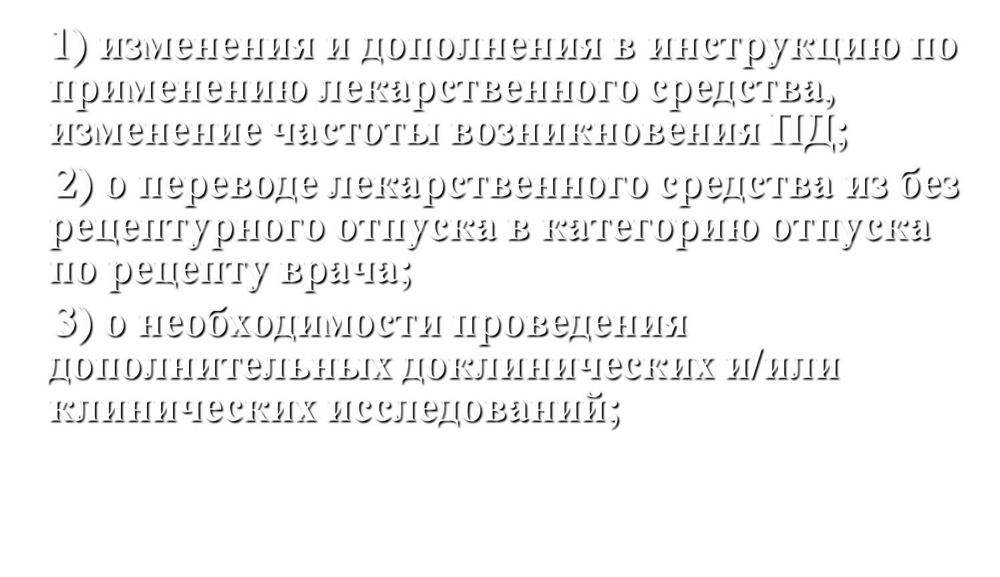 1) изменения и дополнения в инструкцию по
применению лекарственного средства,
изменение частоты возникновения ПД;
2) о переводе лекарственного средства из без
рецептурного отпуска в категорию отпуска
по рецепту врача;
3) о необходимости проведения
дополнительных доклинических и/или
клинических исследований;